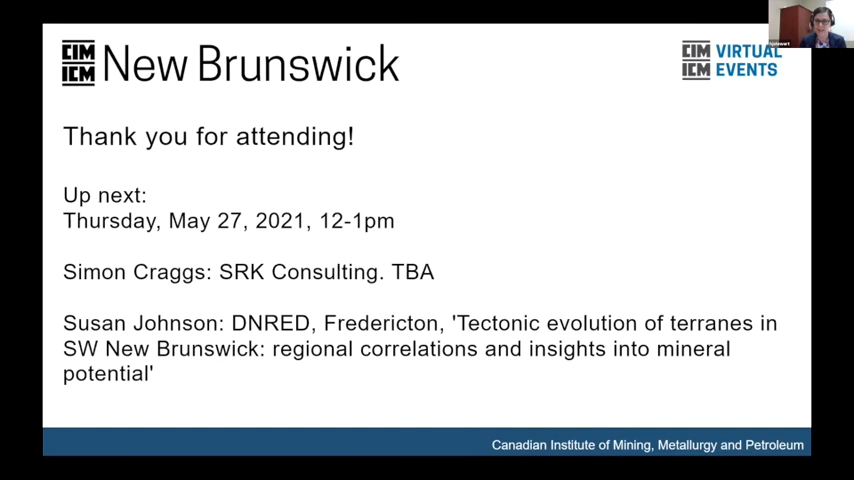 CIM
ICM
New Brunswick
CIM
ICM
VIRTUAL
EVENTS
Thank you for attending!
Up next:
Thursday, May 27, 2021, 12-1pm
Simon Craggs: SRK Consulting. TBA
Susan Johnson: DNRED, Fredericton, 'Tectonic evolution of terranes in
SW New Brunswick: regional correlations and insights into mineral
potential'
Canadian Institute of Mining, Metallurgy and Petroleum